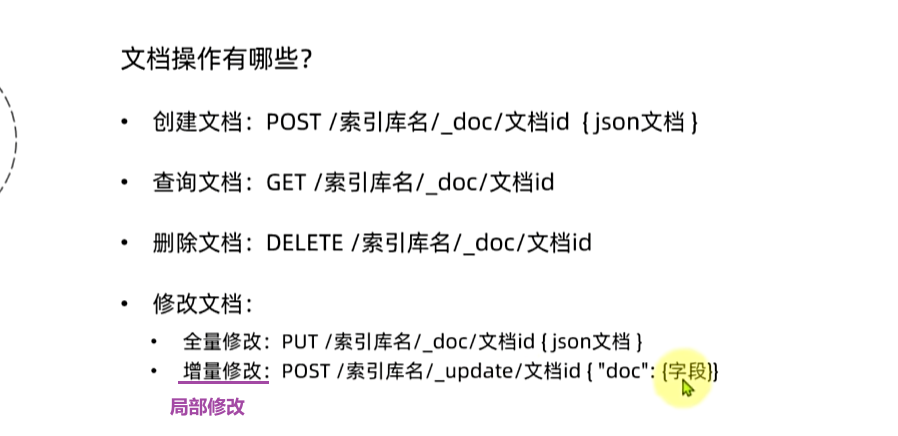 文档操作有哪些?
• 创建文档：POST /索引库名/_doc/文档id { json文档 }
• 查询文档：GET /索引库名/_doc/文档id
• 删除文档：DELETE /索引库名/_doc/文档id
• 修改文档：
• 全量修改：PUT /索引库名/_doc/文档id { json文档 }
• 增量修改：POST /索引库名/_update/文档id { "doc": {字段}}
局部修改